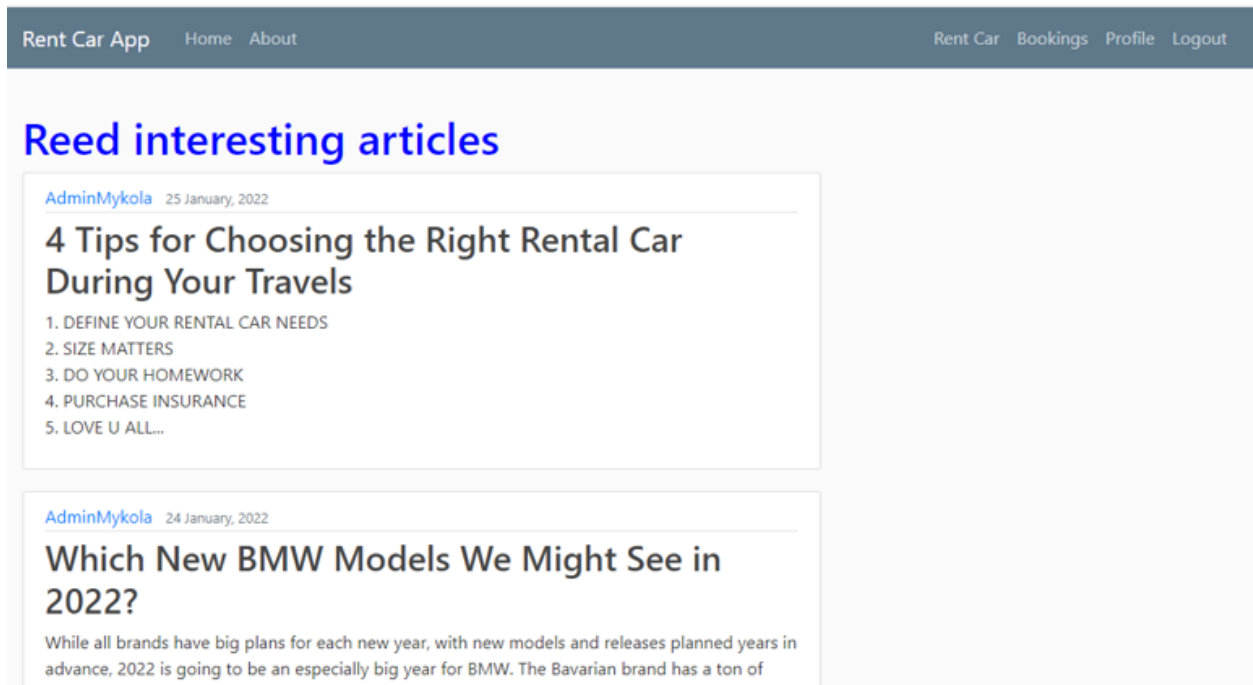 Rent Car App Home About Rent Car Bookings Profile Logout
Reed interesting articles
AdminMykola 25 January, 2022
4 Tips for Choosing the Right Rental Car
During Your Travels
1. DEFINE YOUR RENTAL CAR NEEDS
2. SIZE MATTERS
3. DO YOUR HOMEWORK
4. PURCHASE INSURANCE
5. LOVE U ALL...
AdminMykola 24 January, 2022
Which New BMW Models We Might See in
2022?
While all brands have big plans for each new year, with new models and releases planned years in
advance, 2022 is going to be an especially big year for BMW. The Bavarian brand has a ton of